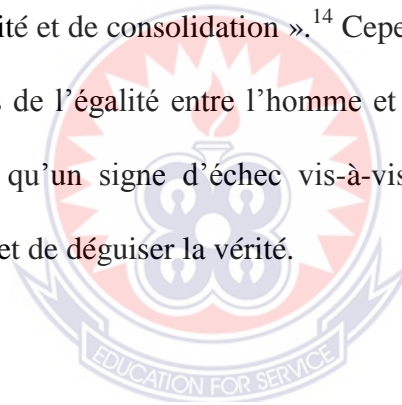 ité et de consolidation ».¹⁴ Cepe
de l’égalité entre l’homme et
qu’un signe d’échec vis-à-vis
et de déguiser la vérité.
EDUCATION FOR SERVICE